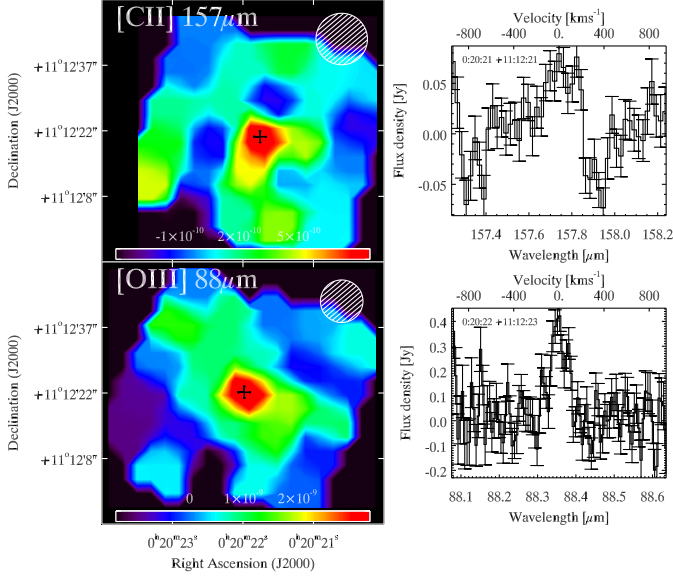 [CII] 157μm
Declination (J2000)
+11°12'37"
+11°12'22"
+11°12'8"
-1×10⁻¹⁰ 2×10⁻¹⁰ 5×10⁻¹⁰
Velocity [kms⁻¹]
-800 -400 0 400 800
0:20:21 +11:12:21
Flux density [Jy]
0.05
0.00
-0.05
157.4 157.6 157.8 158.0 158.2
Wavelength [μm]
[OIII] 88μm
Declination (J2000)
+11°12'37"
+11°12'22"
+11°12'8"
0 1×10⁻⁹ 2×10⁻⁹
0ʰ20ᵐ23ˢ 0ʰ20ᵐ22ˢ 0ʰ20ᵐ21ˢ
Right Ascension (J2000)
Velocity [kms⁻¹]
-800 -400 0 400 800
0:20:22 +11:12:23
Flux density [Jy]
0.4
0.3
0.2
0.1
0.0
-0.1
-0.2
88.1 88.2 88.3 88.4 88.5 88.6
Wavelength [μm]